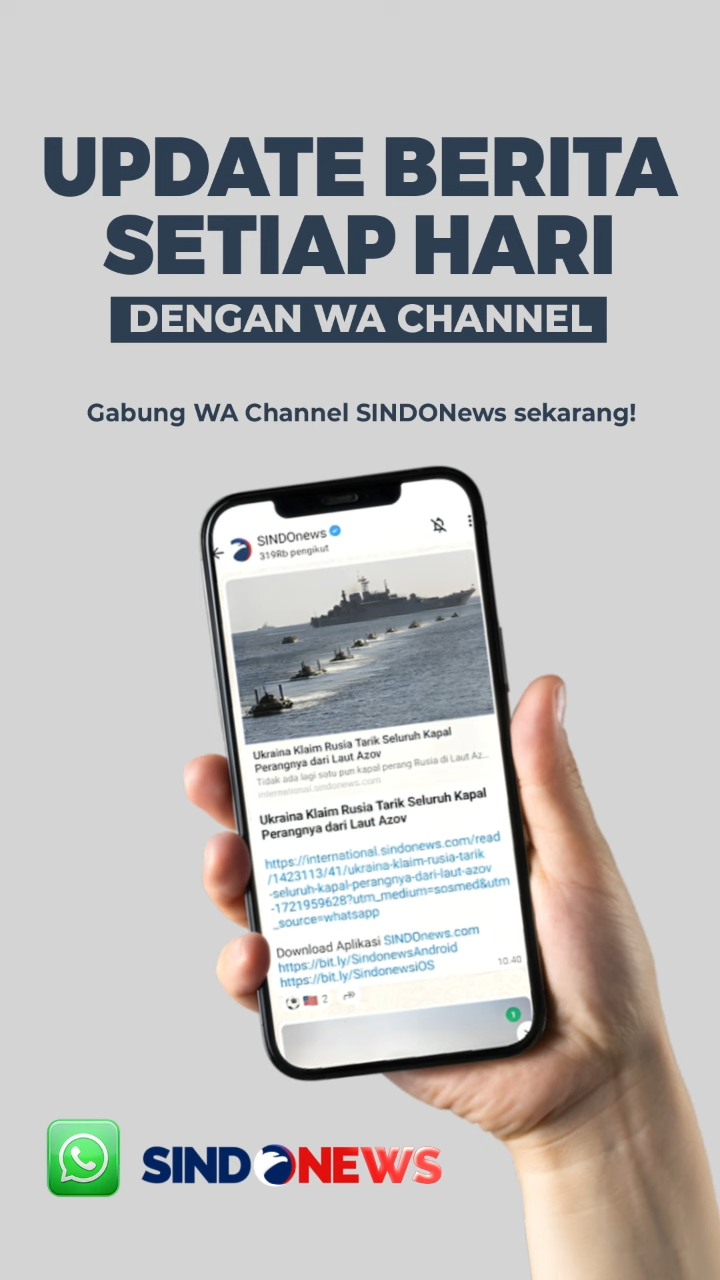 UPDATE BERITA
SETIAP HARI
DENGAN WA CHANNEL
Gabung WA Channel SINDONews sekarang!
SINDOnews
319Rb pengikut
Ukraina Klaim Rusia Tarik Seluruh Kapal
Perangnya dari Laut Azov
Tidak ada lagi satu pun kapal perang Rusia di Laut Az...
international.sindonews.com
Ukraina Klaim Rusia Tarik Seluruh Kapal
Perangnya dari Laut Azov
https://international.sindonews.com/read
/1423113/41/ukraina-klaim-rusia-tarik
-seluruh-kapal-perangnya-dari-laut-azov
-1721959628?utm_medium=sosmed&utm
_source=whatsapp
Download Aplikasi SINDOnews.com
https://bit.ly/SindonewsAndroid
https://bit.ly/SindonewsiOS
10.40
2
1
SINDONEWS